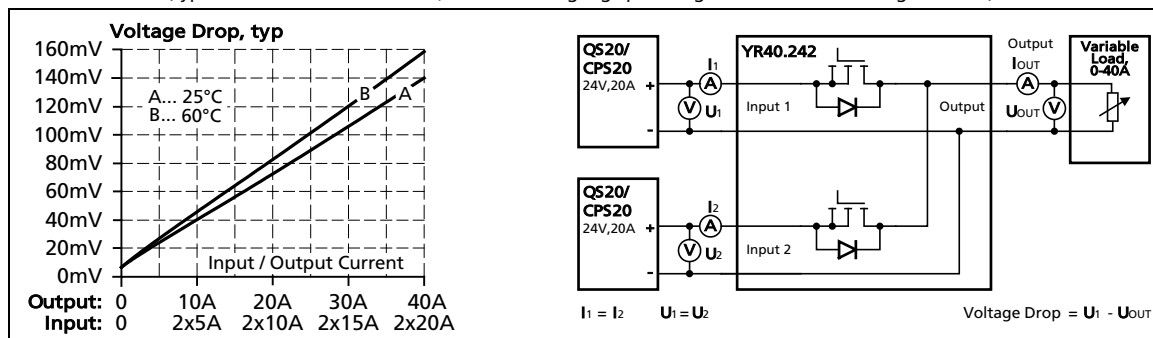 Voltage Drop, typ
160mV
140mV
120mV
100mV
80mV
60mV
40mV
20mV
0mV
A... 25°C
B... 60°C
B
A
Input / Output Current
Output: 0 10A 20A 30A 40A
Input: 0 2x5A 2x10A 2x15A 2x20A
QS20/
CPS20
24V,20A
+
-
I1
A
V
U1
YR40.242
Input 1
Output
Output
IOUT
A
V
UOUT
Variable
Load,
0-40A
QS20/
CPS20
24V,20A
+
-
I2
A
V
U2
Input 2
I1 = I2 U1 = U2
Voltage Drop = U1 - UOUT